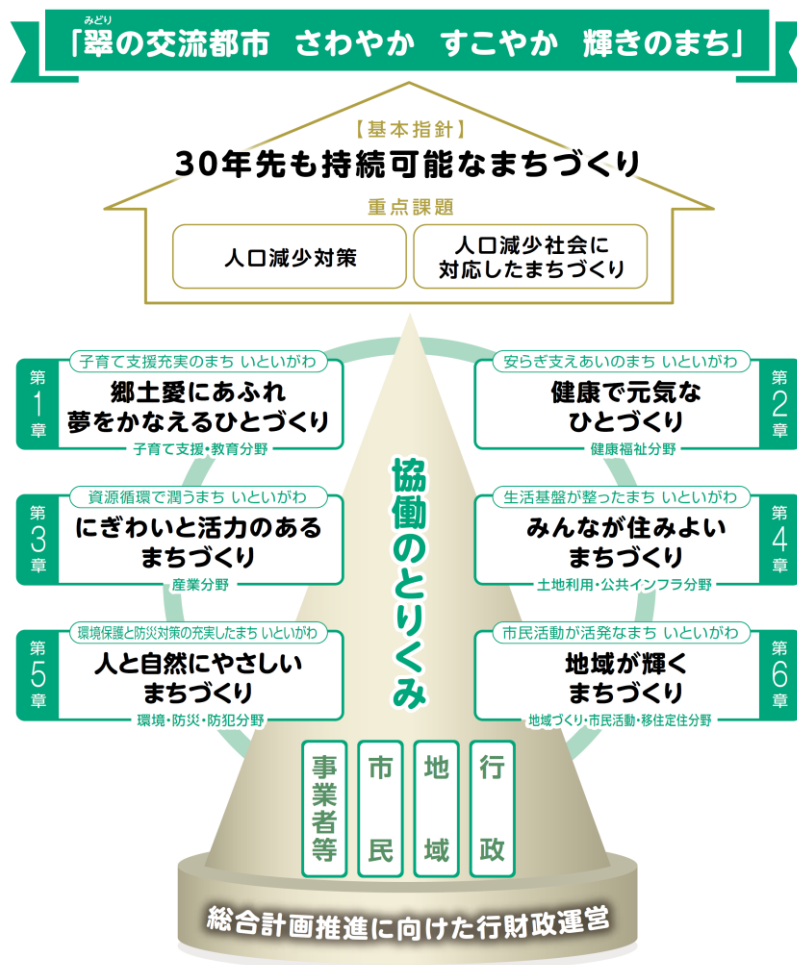 みどり
「翠の交流都市 さわやか すこやか 輝きのまち」
【基本指針】
30年先も持続可能なまちづくり
重点課題
人口減少対策
人口減少社会に
対応したまちづくり
第1章
子育て支援充実のまち いといがわ
郷土愛にあふれ
夢をかなえるひとづくり
子育て支援・教育分野
第2章
安らぎ支えあいのまち いといがわ
健康で元気な
ひとづくり
健康福祉分野
第3章
資源循環で潤うまち いといがわ
にぎわいと活力のある
まちづくり
産業分野
第4章
生活基盤が整ったまち いといがわ
みんなが住みよい
まちづくり
土地利用・公共インフラ分野
第5章
環境保護と防災対策の充実したまち いといがわ
人と自然にやさしい
まちづくり
環境・防災・防犯分野
第6章
市民活動が活発なまち いといがわ
地域が輝く
まちづくり
地域づくり・市民活動・移住定住分野
協働のとりくみ
事業者等
市民
地域
行政
総合計画推進に向けた行財政運営